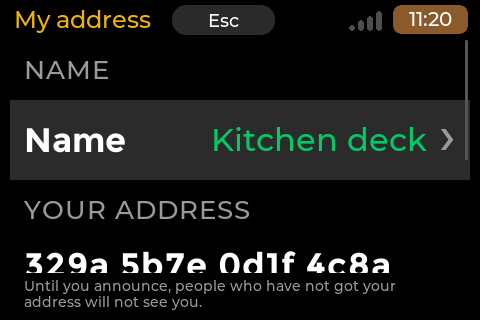 My address
Esc
11:20
NAME
Name
Kitchen deck
YOUR ADDRESS
329a 5b7e 0d1f 4c8a
Until you announce, people who have not got your
address will not see you.